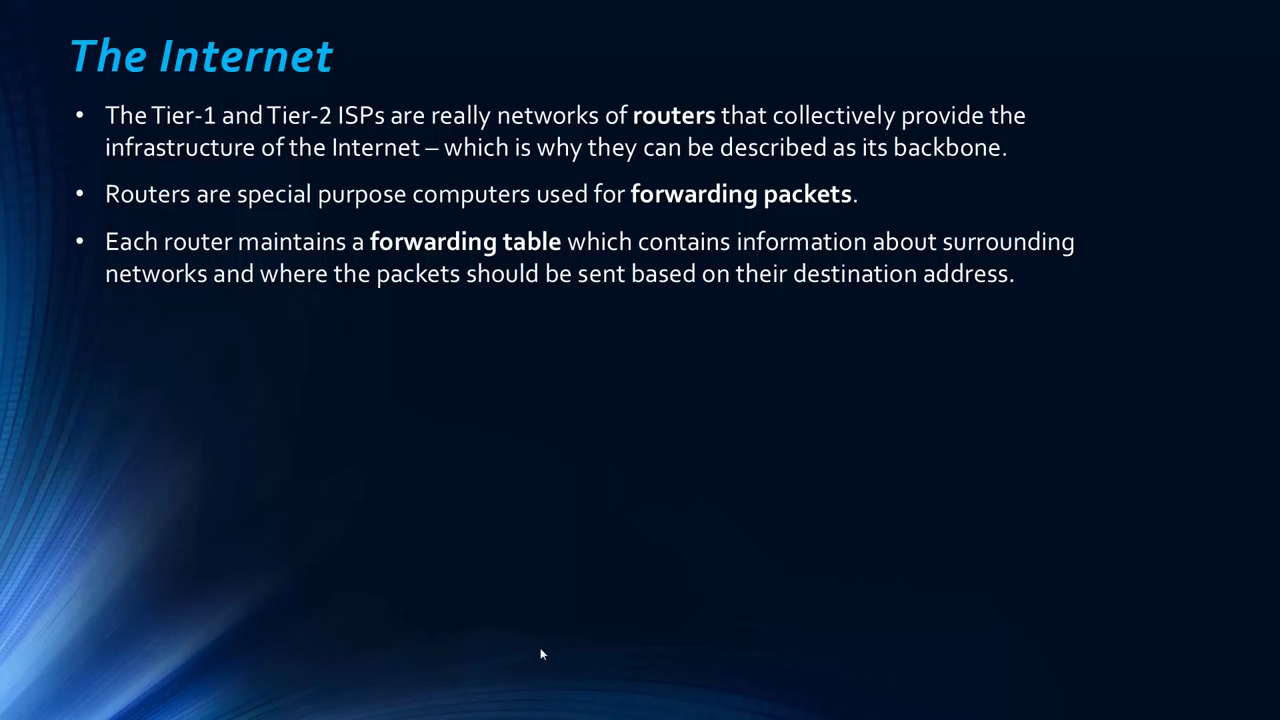 The Internet
• The Tier-1 and Tier-2 ISPs are really networks of routers that collectively provide the
infrastructure of the Internet – which is why they can be described as its backbone.
• Routers are special purpose computers used for forwarding packets.
• Each router maintains a forwarding table which contains information about surrounding
networks and where the packets should be sent based on their destination address.